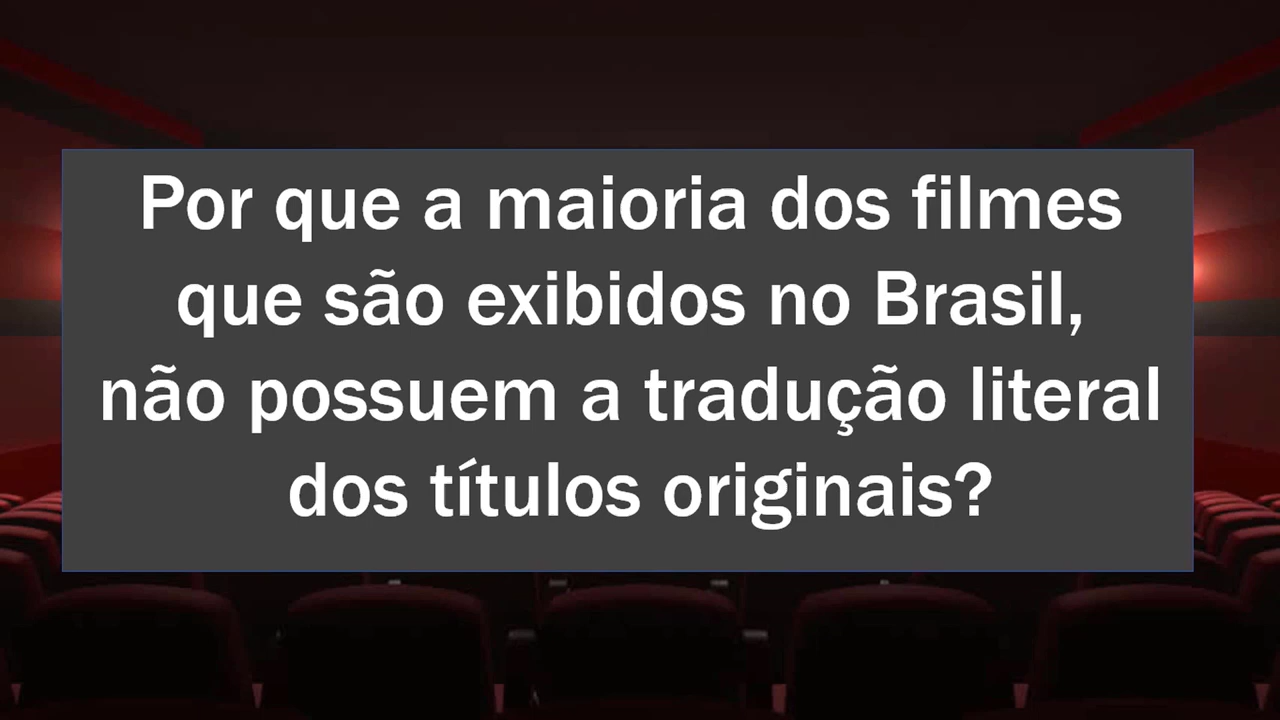 Por que a maioria dos filmes
que são exibidos no Brasil,
não possuem a tradução literal
dos títulos originais?